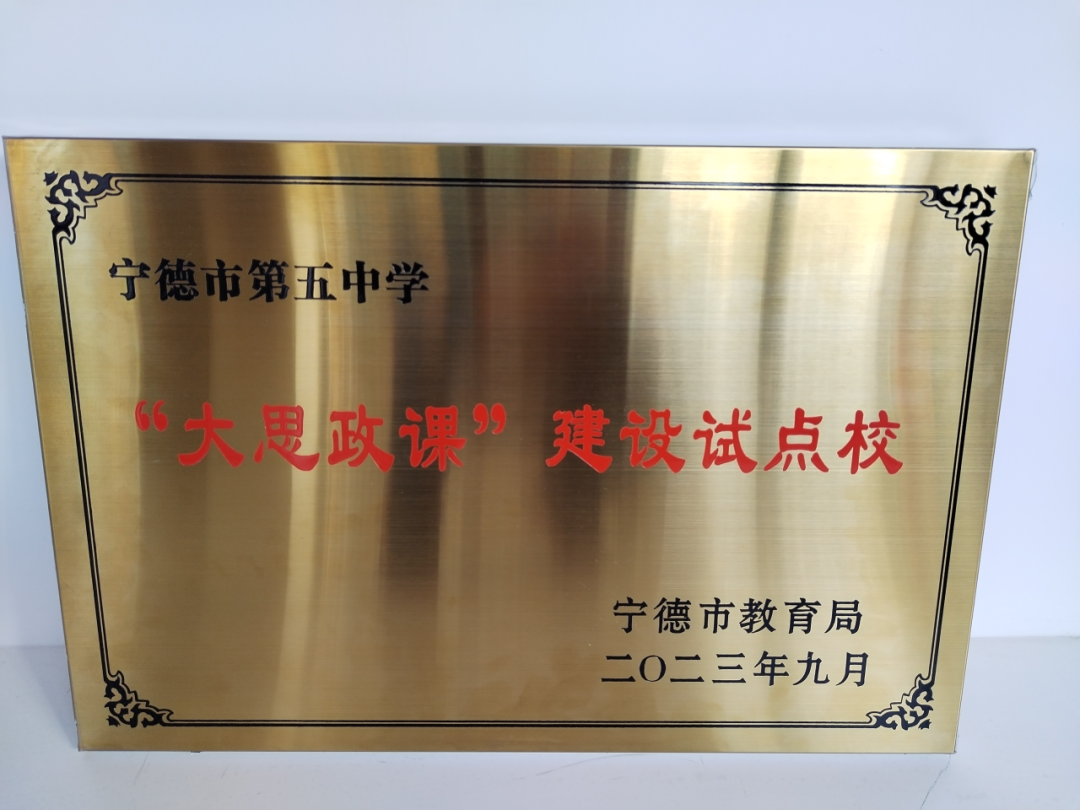 宁德市第五中学
“大思政课”建设试点校
宁德市教育局
二〇二三年九月